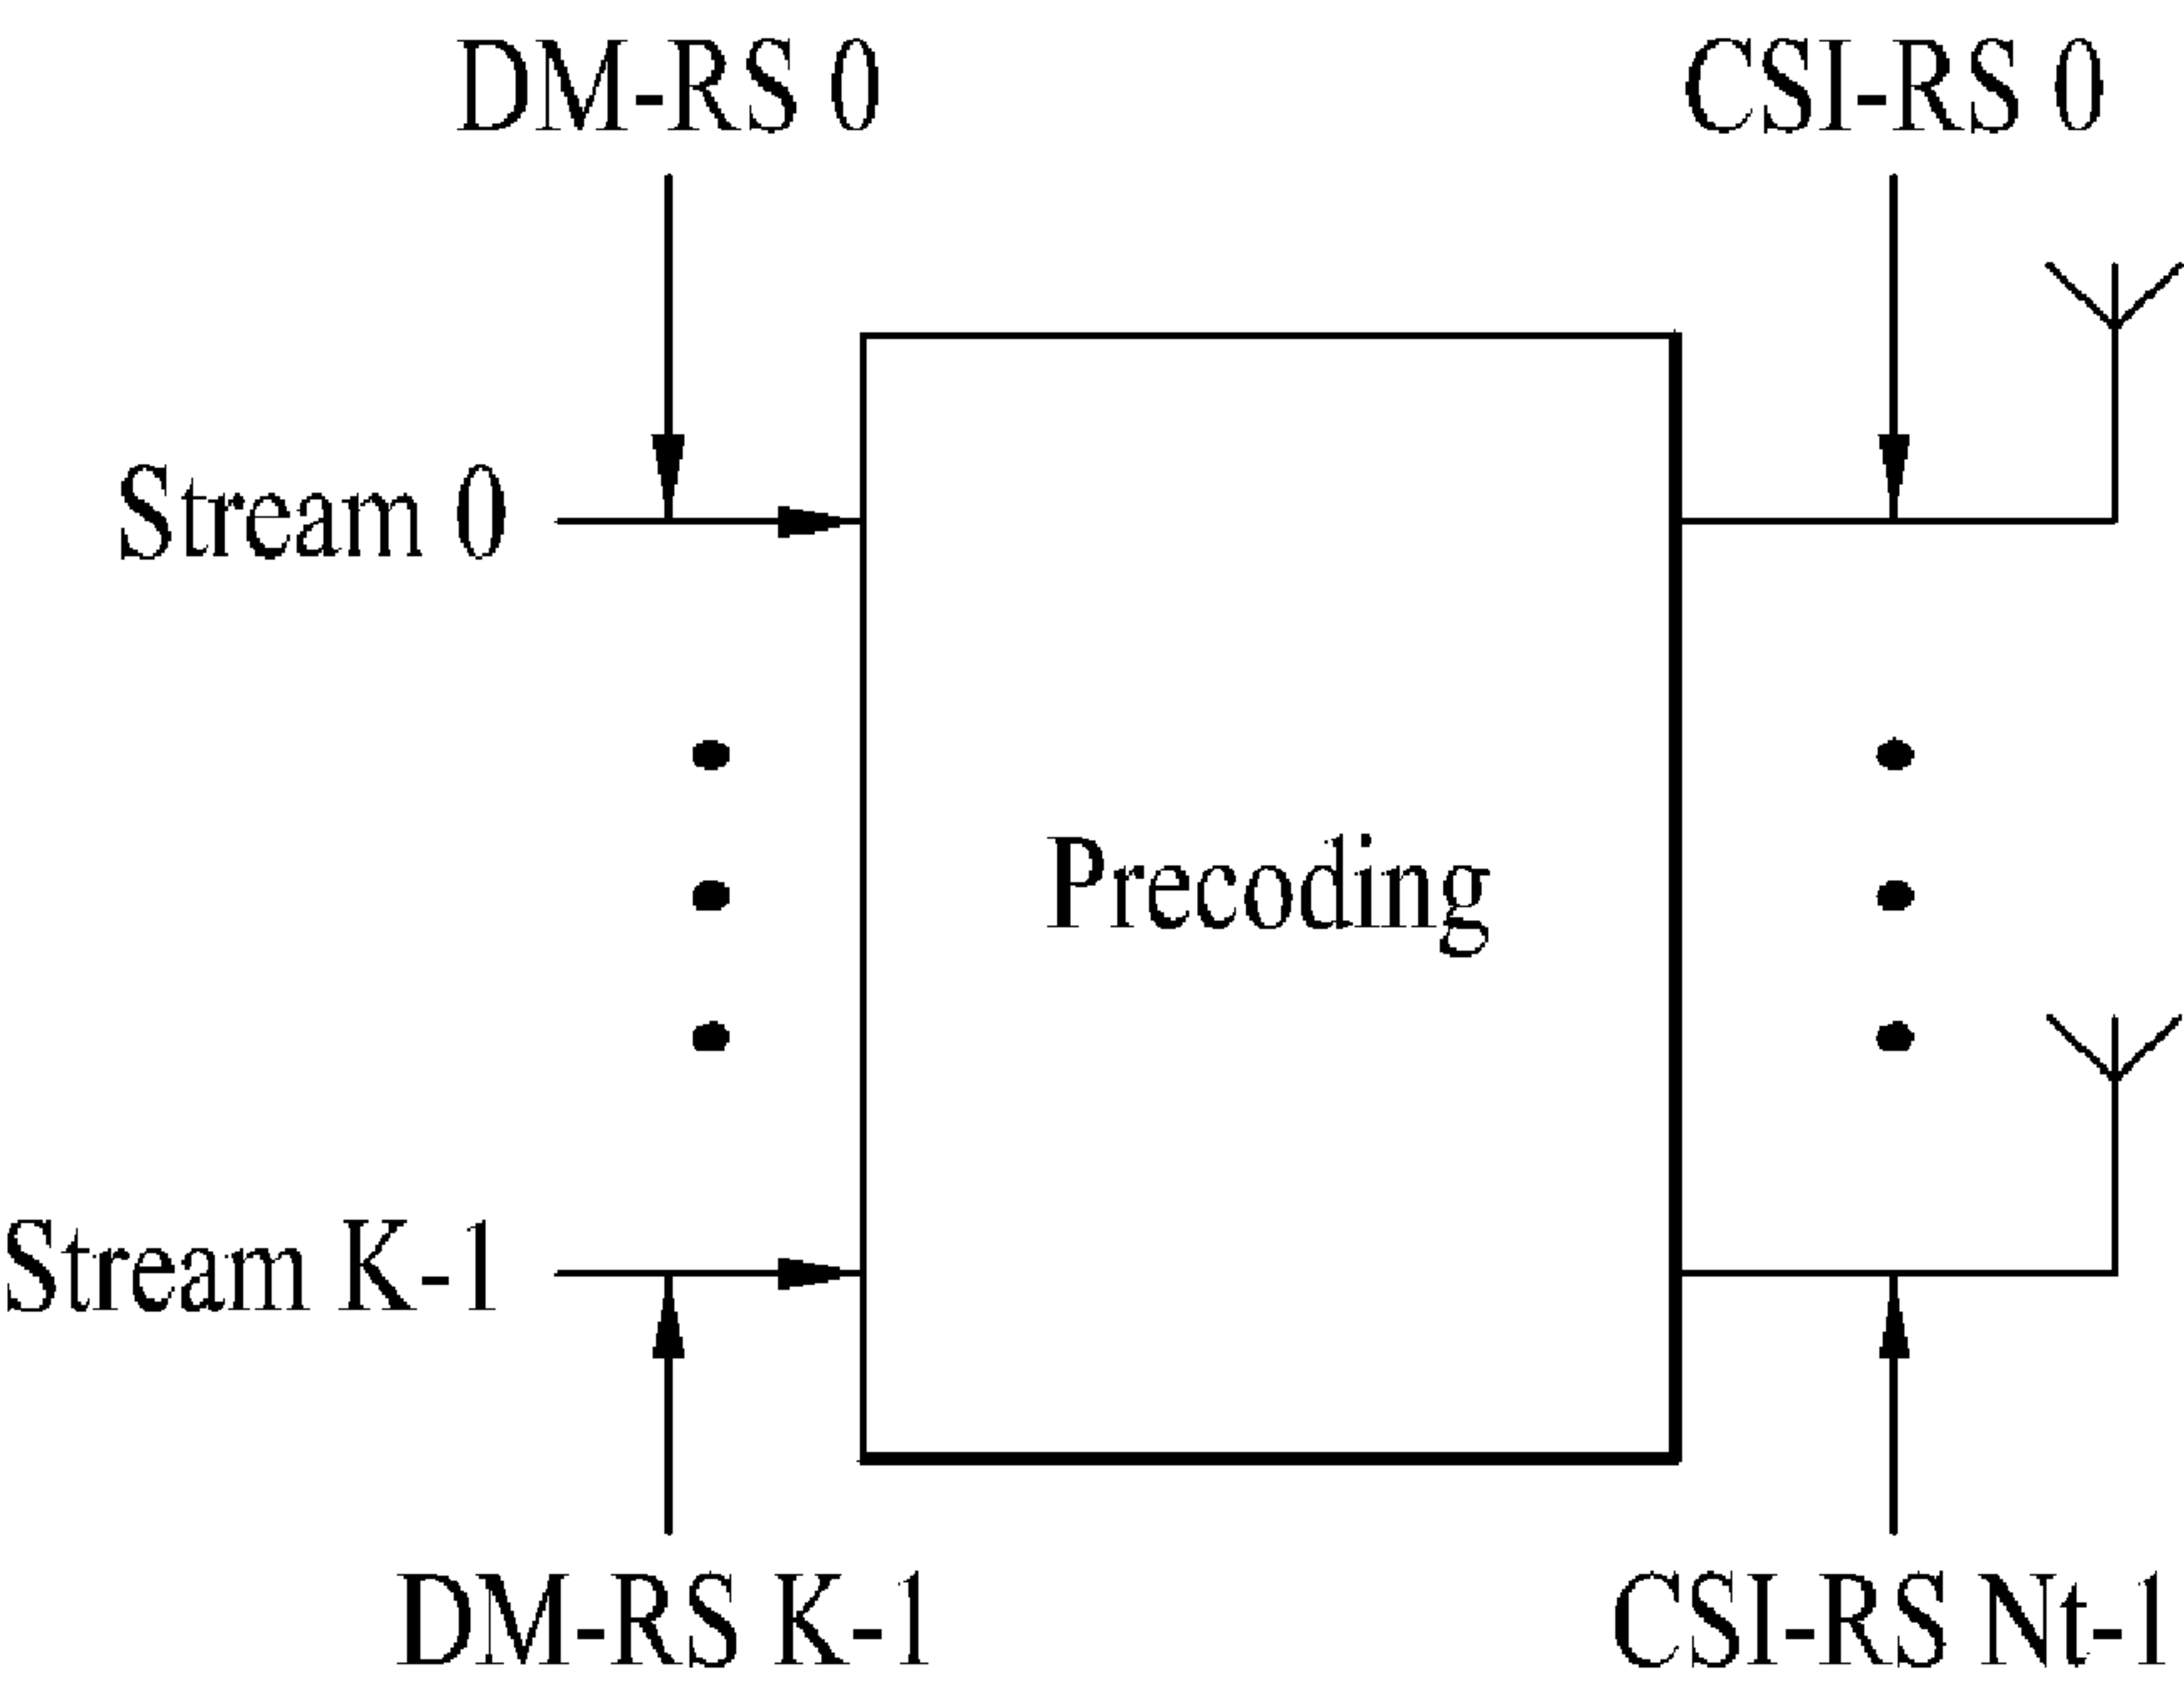 DM-RS 0
CSI-RS 0
Stream 0
Precoding
Stream K-1
DM-RS K-1
CSI-RS Nt-1